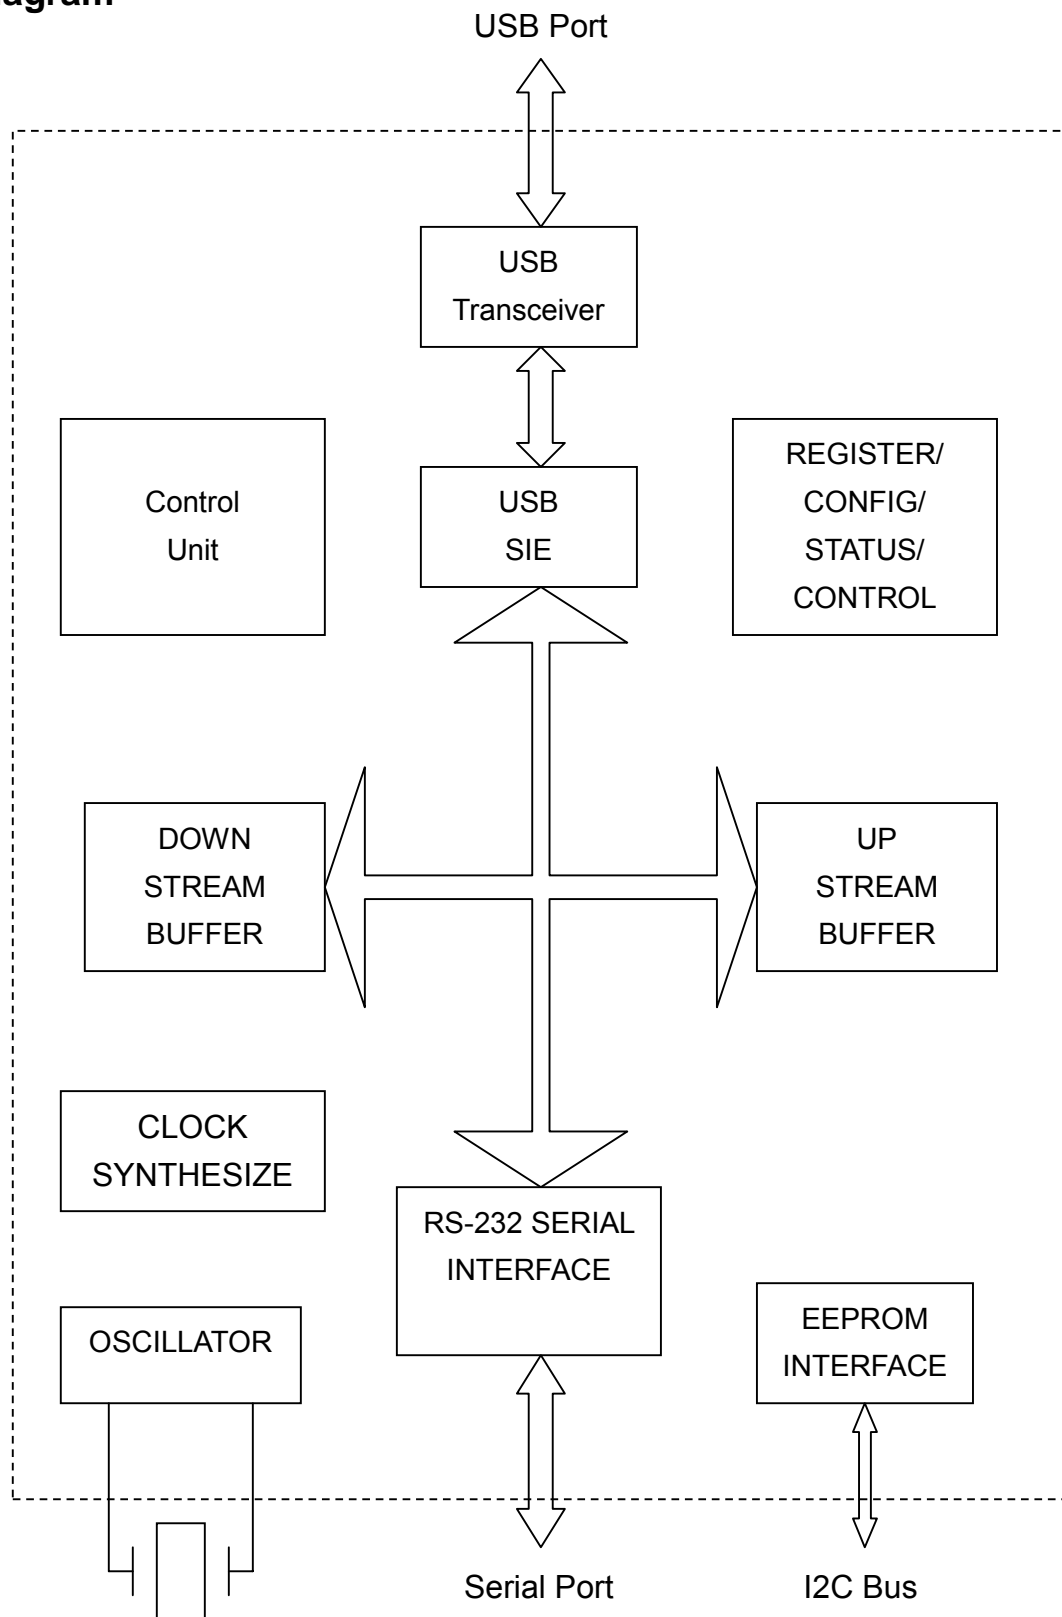 USB Port
USB
Transceiver
Control
Unit
USB
SIE
REGISTER/
CONFIG/
STATUS/
CONTROL
DOWN
STREAM
BUFFER
UP
STREAM
BUFFER
CLOCK
SYNTHESIZE
RS-232 SERIAL
INTERFACE
OSCILLATOR
EEPROM
INTERFACE
Serial Port
I2C Bus